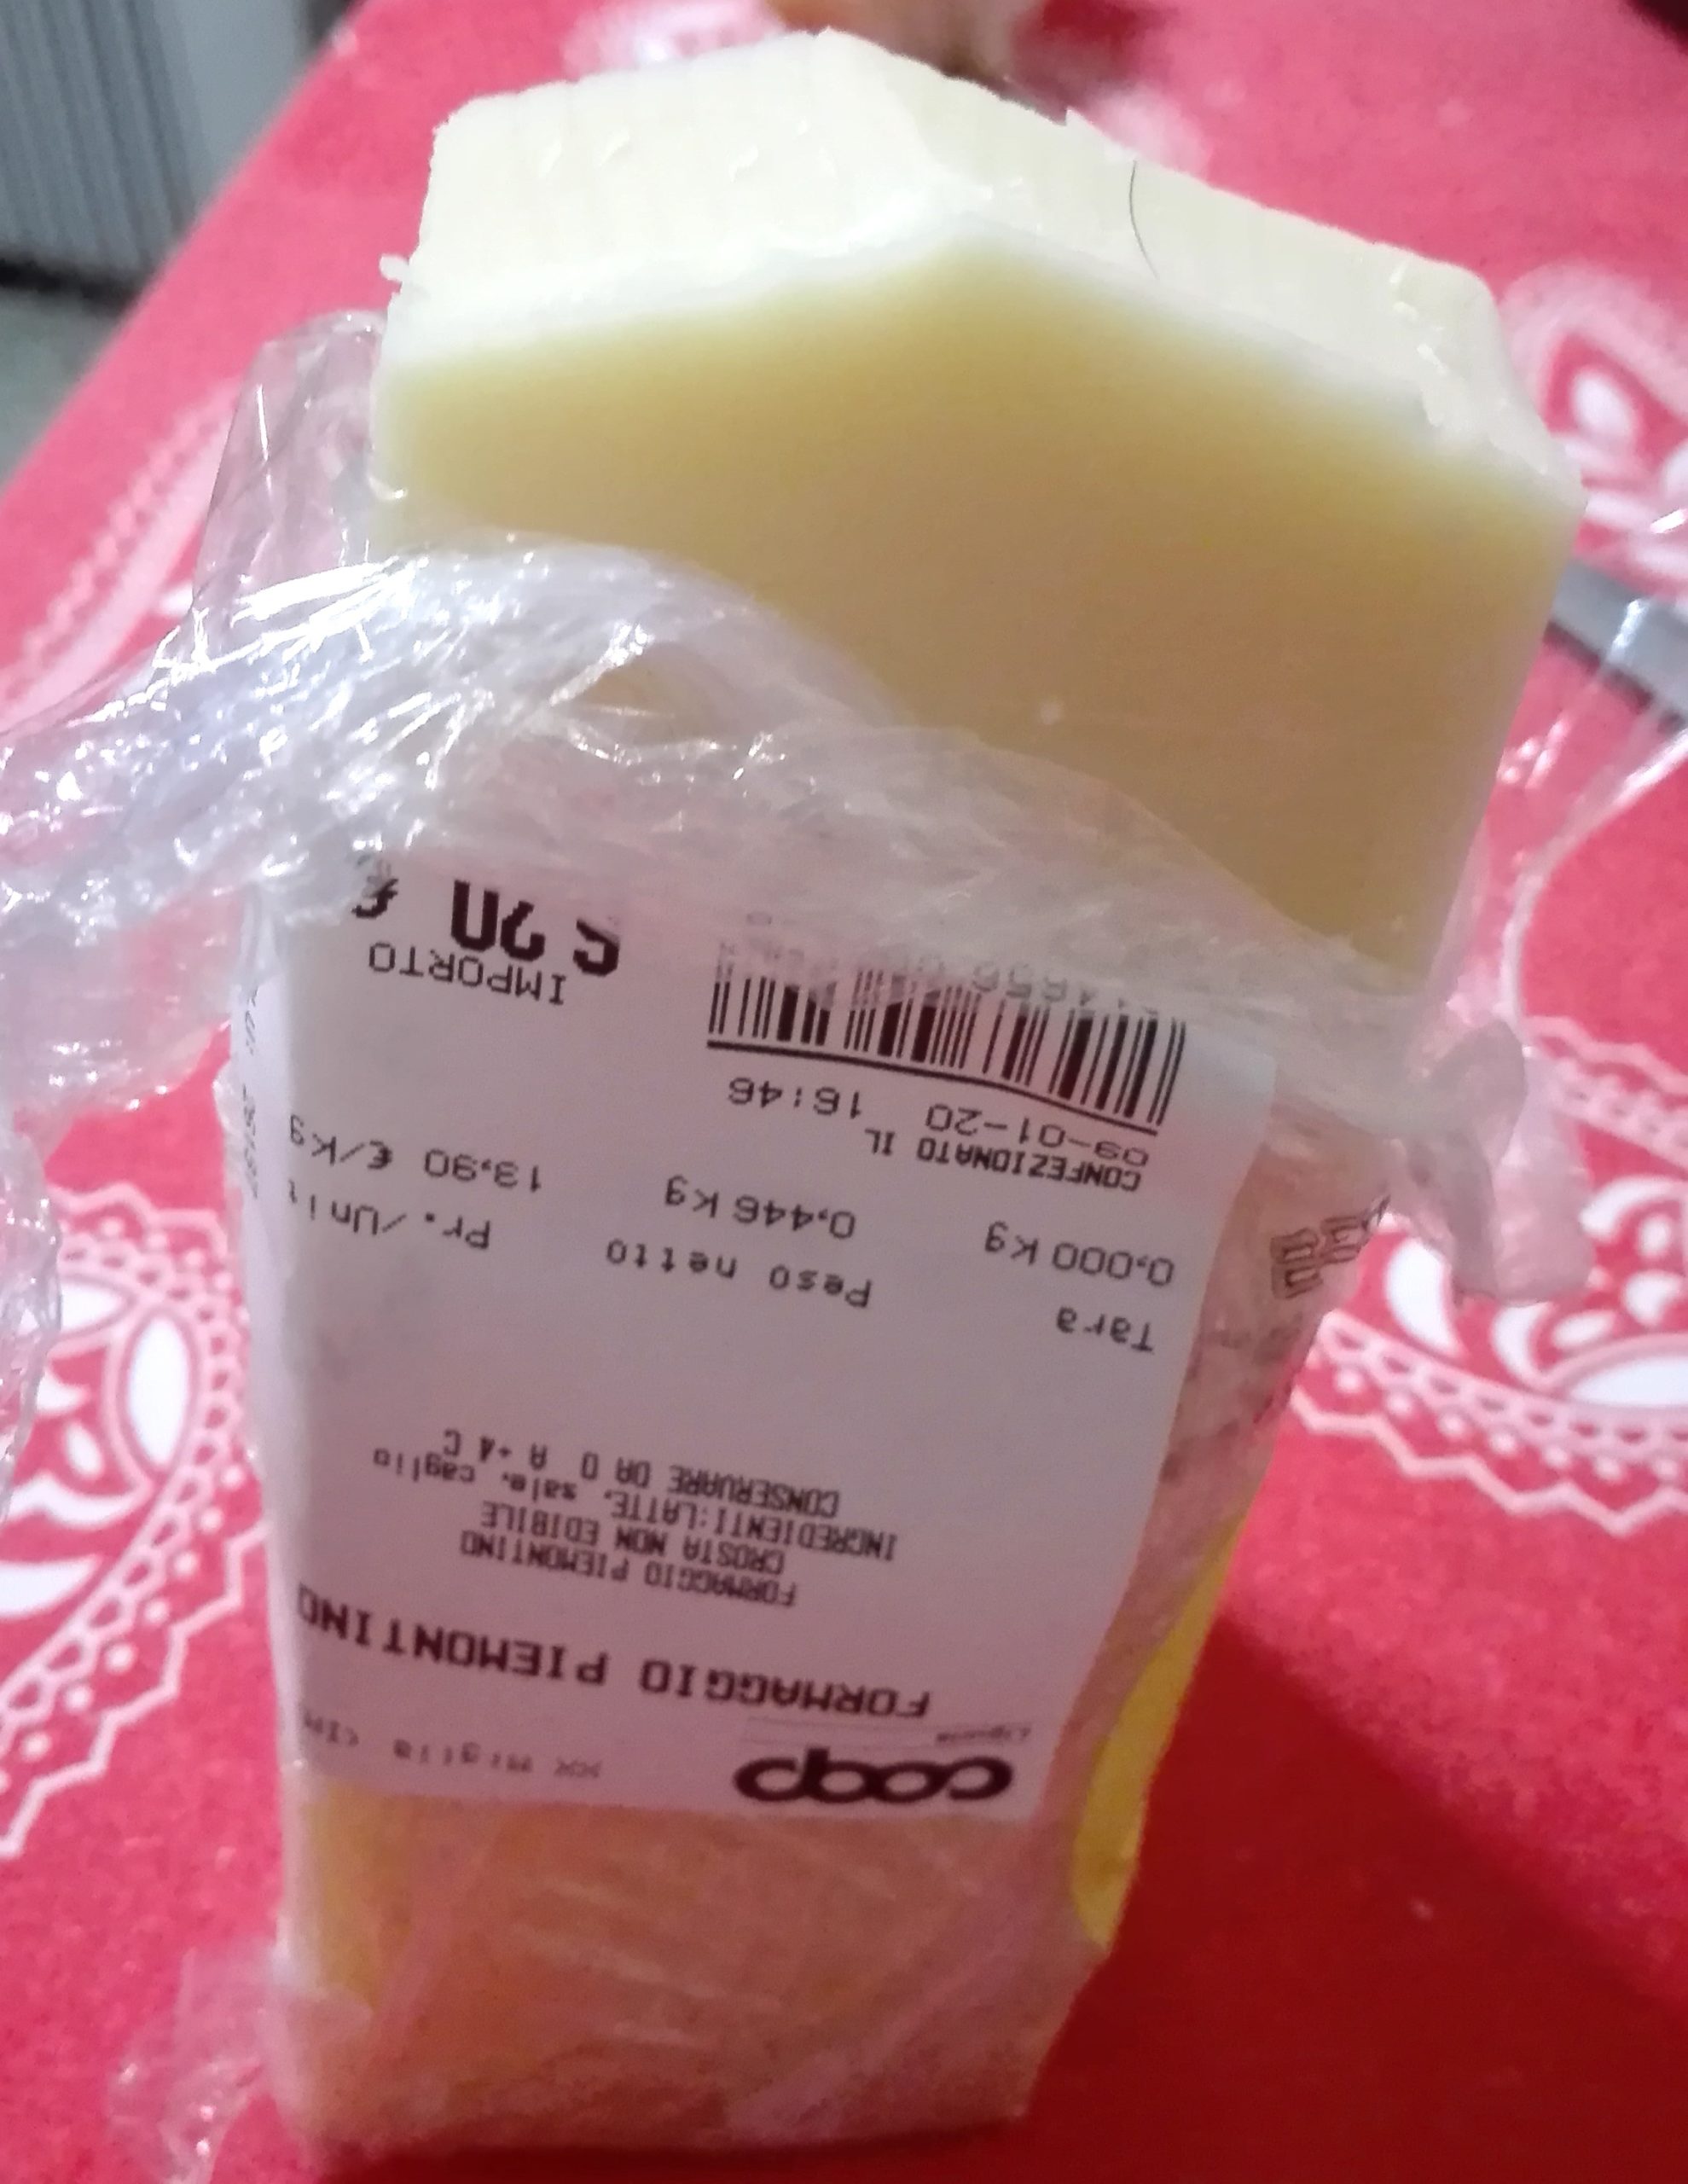 coop
Liguria
FORMAGGIO PIEMONTINO
FORMAGGIO PIEMONTINO
CROSTA NON EDIBILE
INGREDIENTI:LATTE, sale, caglio
CONSERVARE DA 0 A +4 C
Tara Peso netto Pr./Unit
0,000 Kg 0,446 Kg 13,90 €/Kg
CONFEZIONATO IL
09-01-20 16:46
IMPORTO
€